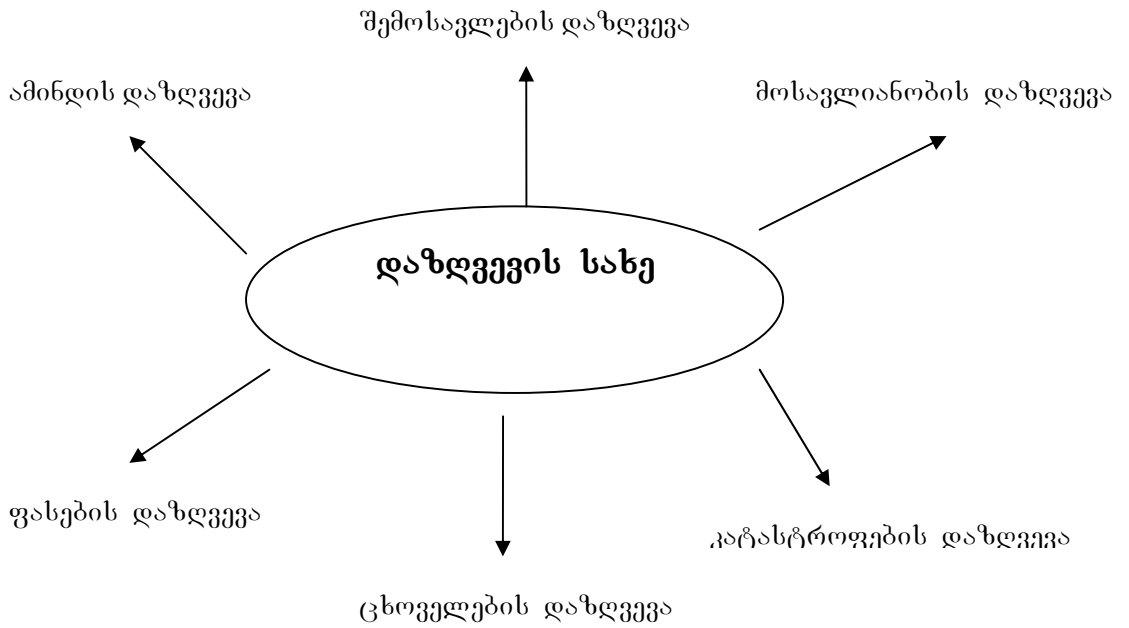 შემოსავლების დაზღვევა
ამინდის დაზღვევა
მოსავლიანობის დაზღვევა
დაზღვევის სახე
ფასების დაზღვევა
კატასტროფების დაზღვევა
ცხოველების დაზღვევა